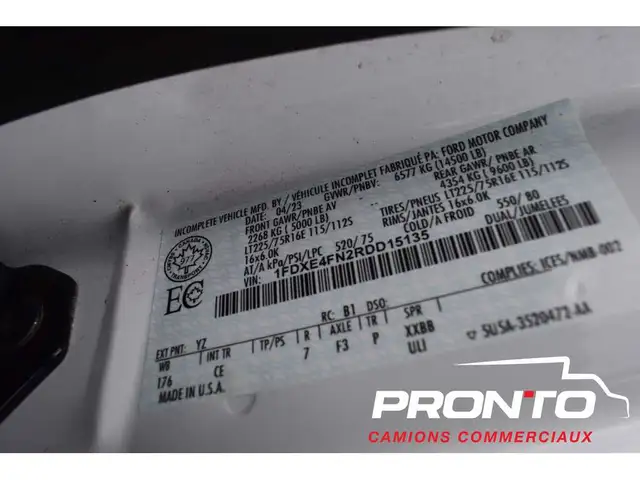 INCOMPLETE VEHICLE MFD. BY / VÉHICULE INCOMPLET FABRIQUÉ PA: FORD MOTOR COMPANY
DATE: 04/23 GVWR/PNBV: 6577 KG (14500 LB)
FRONT GAWR/PNBE AV REAR GAWR/ PNBE AR
2268 KG (5000 LB) 4354 KG (9600 LB)
LT225/75R16E 115/112S TIRES/PNEUS LT225/75R16E 115/112S
16x6.0K RIMS/JANTES 16x6.0K
AT/A kPa/PSI/LPC 520/75 COLD/A FROID 550/80
VIN: 1FDXE4FN2RDD15135 DUAL/JUMELEES
CANADA
977
EC
COMPLIES: ICES/NMB-002
RC: B1 DSO:
EXT PNT: YZ
WB INT TR TP/PS R AXLE TR SPR
176 CE 7 F3 P XXBB
ULI
MADE IN U.S.A.
5U5A-3520472-AA
PRONTO
CAMIONS COMMERCIAUX